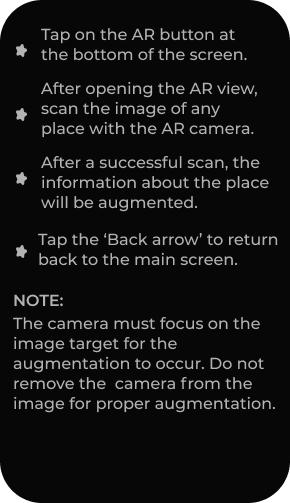 Tap on the AR button at
the bottom of the screen.
After opening the AR view,
scan the image of any
place with the AR camera.
After a successful scan, the
information about the place
will be augmented.
Tap the ‘Back arrow’ to return
back to the main screen.
NOTE:
The camera must focus on the
image target for the
augmentation to occur. Do not
remove the  camera from the
image for proper augmentation.